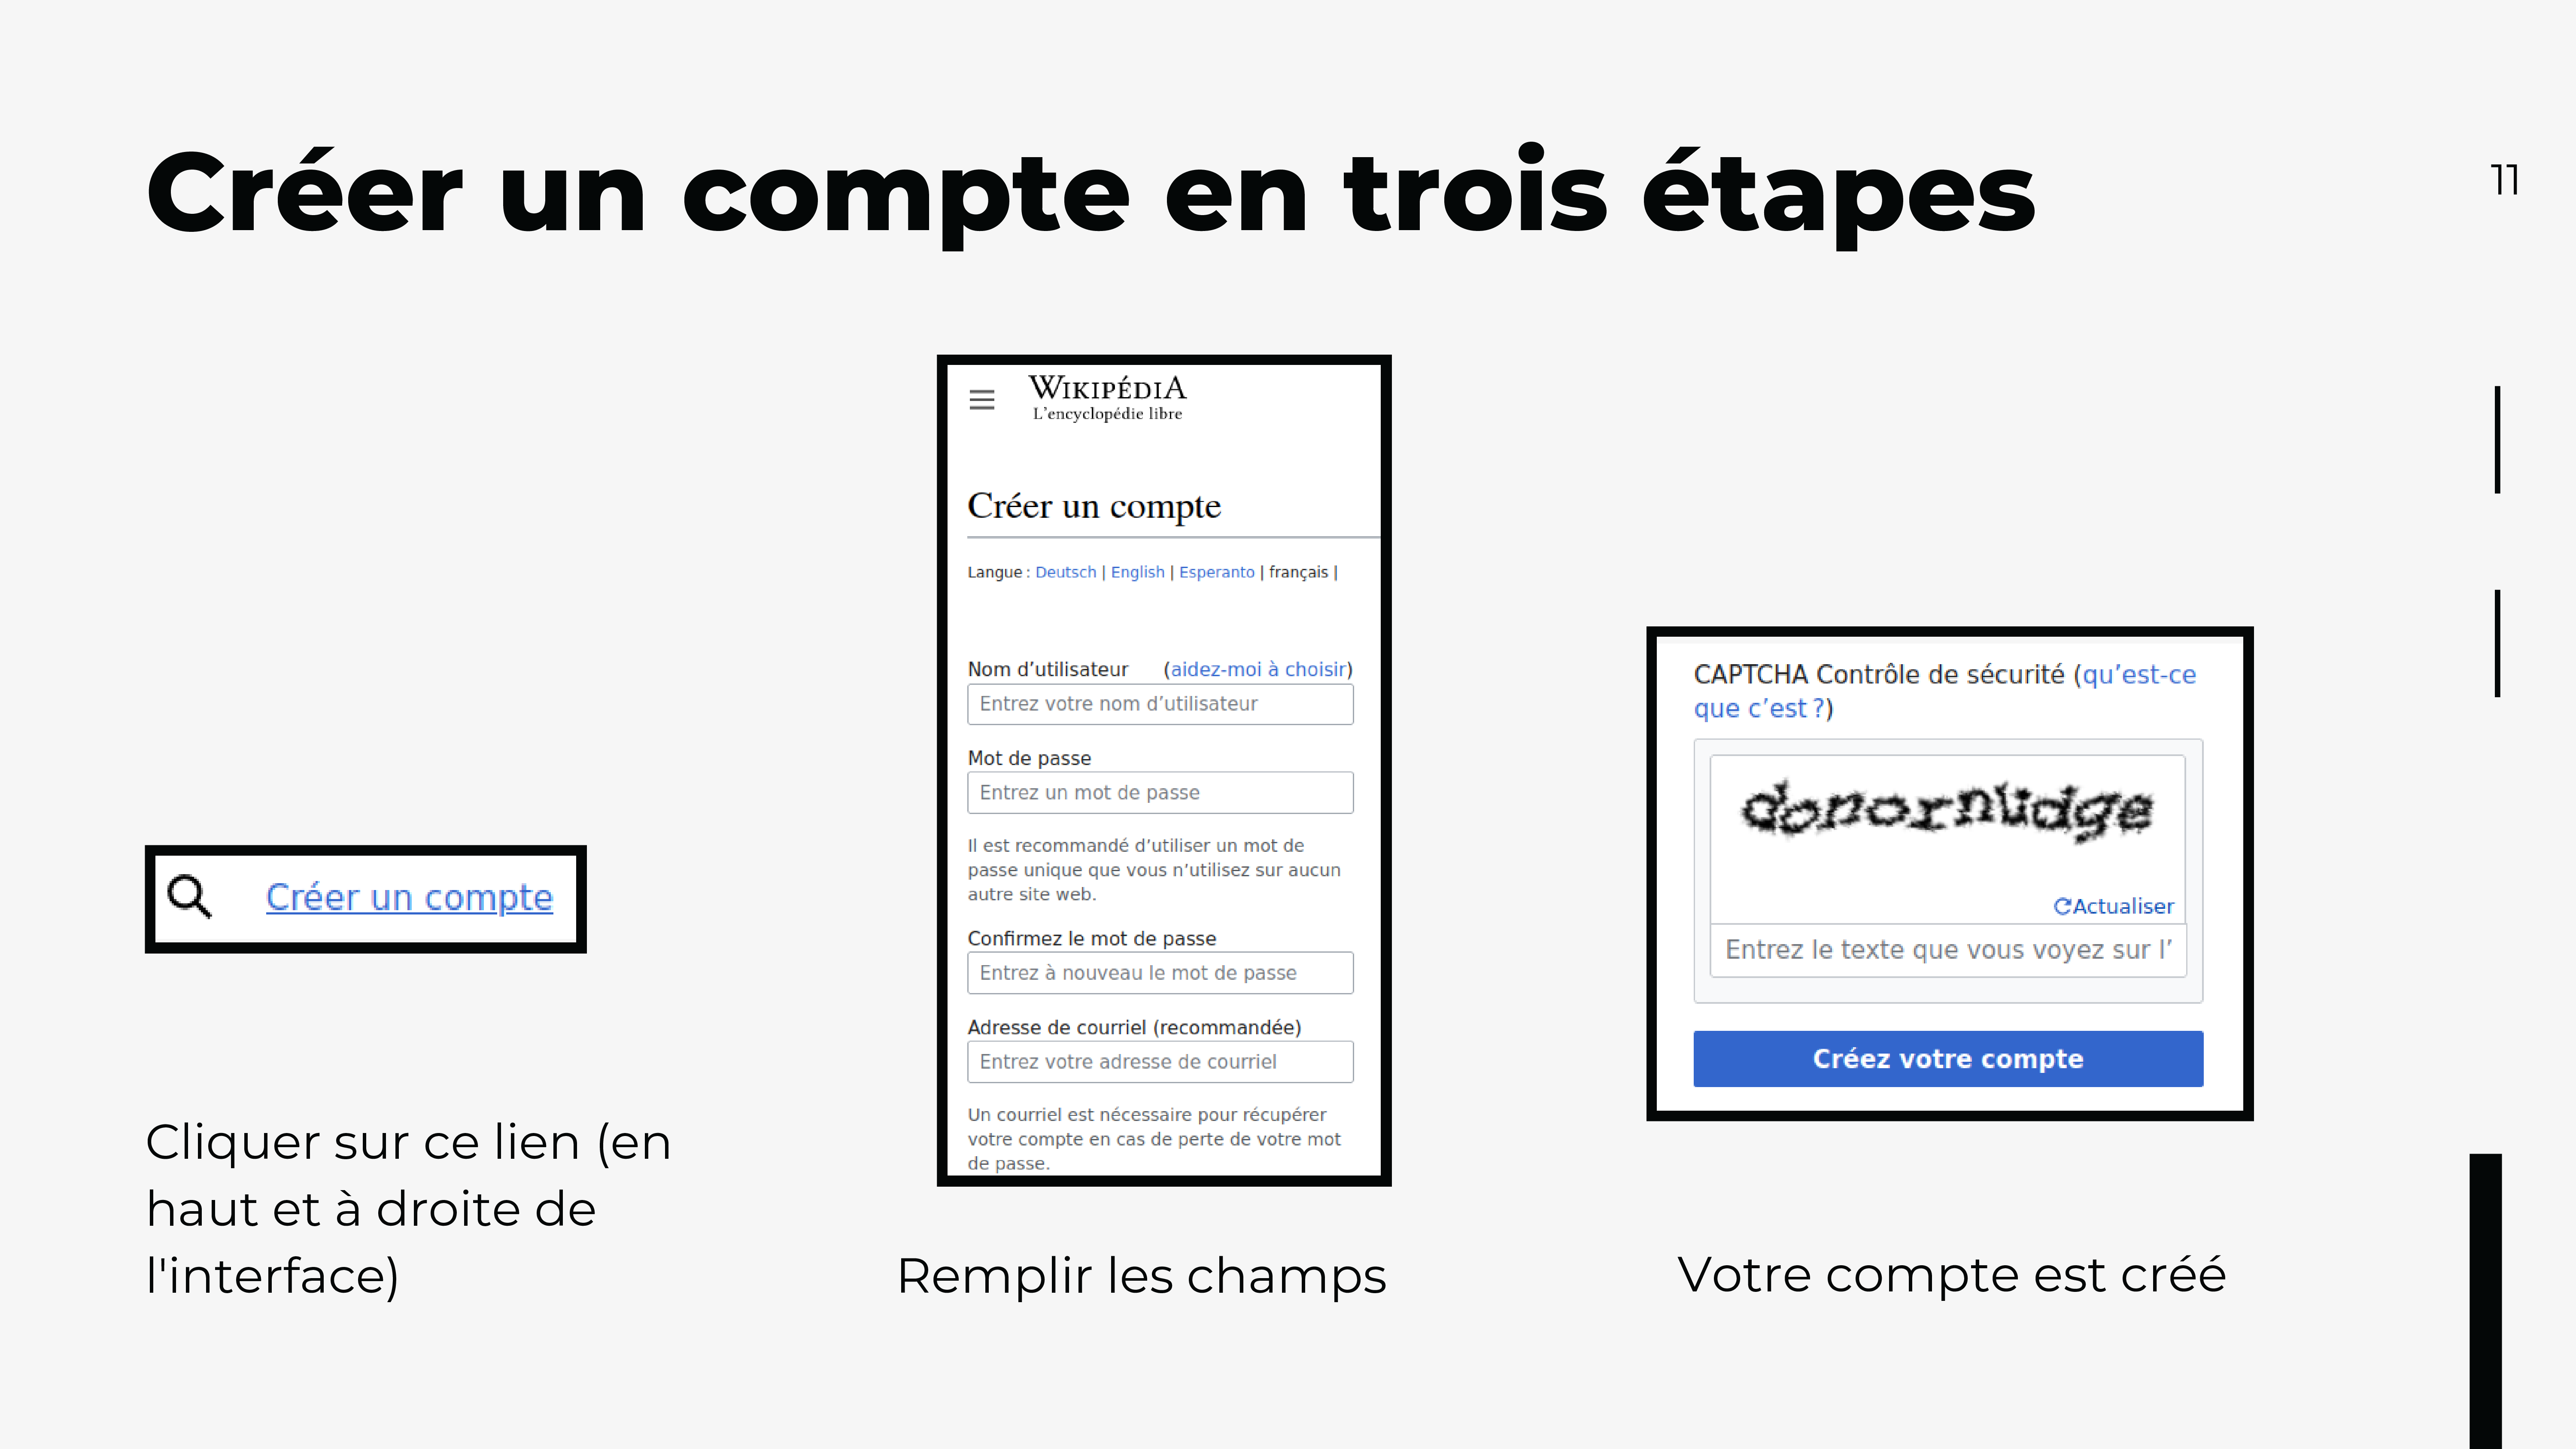 Créer un compte en trois étapes
11
Créer un compte
Cliquer sur ce lien (en
haut et à droite de
l'interface)
WIKIPÉDIA
L'encyclopédie libre
Créer un compte
Langue : Deutsch | English | Esperanto | français |
Nom d’utilisateur (aidez-moi à choisir)
Entrez votre nom d’utilisateur
Mot de passe
Entrez un mot de passe
Il est recommandé d’utiliser un mot de
passe unique que vous n’utilisez sur aucun
autre site web.
Confirmez le mot de passe
Entrez à nouveau le mot de passe
Adresse de courriel (recommandée)
Entrez votre adresse de courriel
Un courriel est nécessaire pour récupérer
votre compte en cas de perte de votre mot
de passe.
Remplir les champs
CAPTCHA Contrôle de sécurité (qu’est-ce
que c’est ?)
donornudge
Actualiser
Entrez le texte que vous voyez sur l’
Créez votre compte
Votre compte est créé